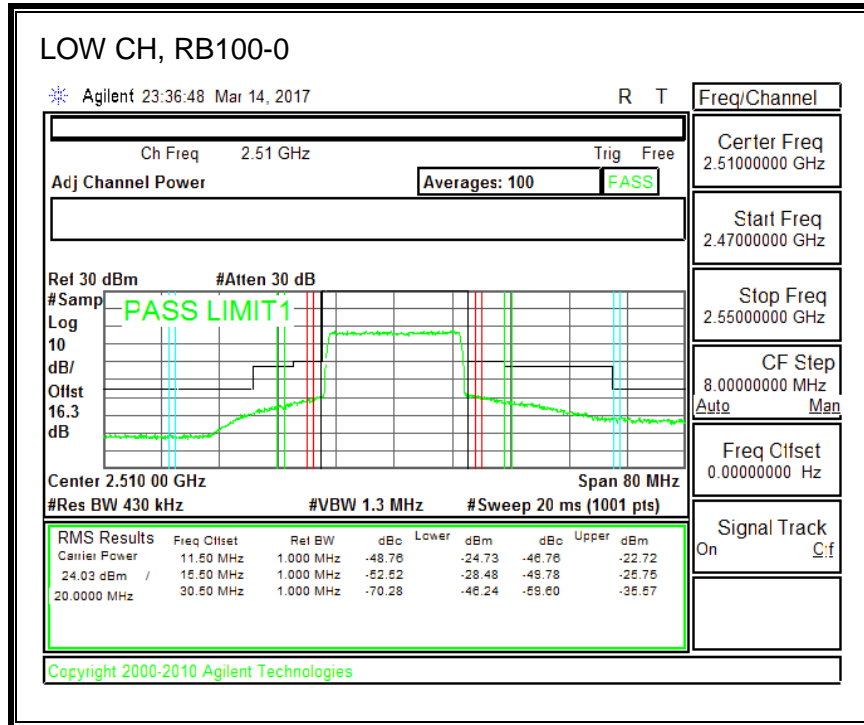 LOW CH, RB100-0
Agilent 23:36:48 Mar 14, 2017 R T
Freq/Channel
Ch Freq 2.51 GHz Trig Free
Adj Channel Power Averages: 100 PASS
Center Freq
2.51000000 GHz
Start Freq
2.47000000 GHz
Stop Freq
2.55000000 GHz
CF Step
8.00000000 MHz
Auto Man
Freq Offset
0.00000000 Hz
Signal Track
On Off
Ref 30 dBm #Atten 30 dB
#Samp
Log
10
dB/
Offst
16.3
dB
PASS LIMIT1
Center 2.510 00 GHz Span 80 MHz
#Res BW 430 kHz #VBW 1.3 MHz #Sweep 20 ms (1001 pts)
RMS Results Freq Offset Ref BW dBc Lower dBm dBc Upper dBm
Carrier Power 11.50 MHz 1.000 MHz -48.76 -24.73 -46.76 -22.72
24.03 dBm / 15.50 MHz 1.000 MHz -52.52 -28.48 -49.78 -25.75
20.0000 MHz 30.50 MHz 1.000 MHz -70.28 -46.24 -59.60 -35.57
Copyright 2000-2010 Agilent Technologies